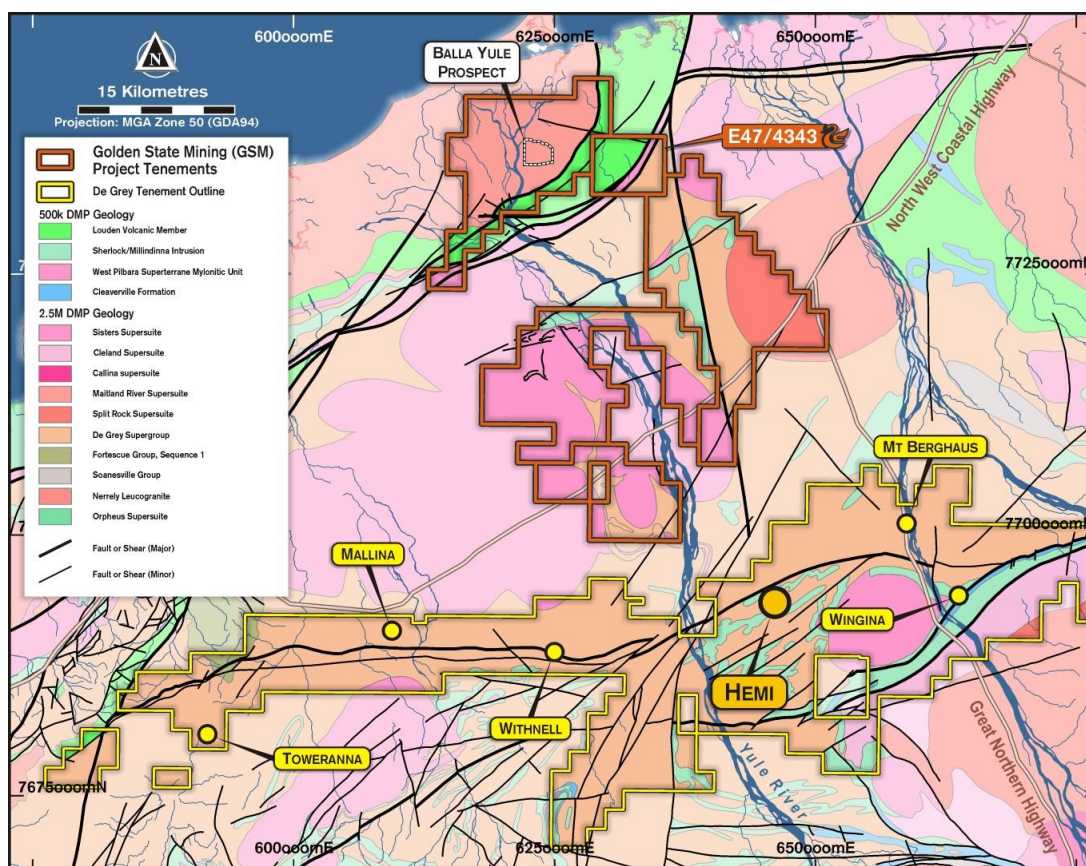 600000mE
625000mE
650000mE
BALLA YULE
PROSPECT
N
15 Kilometres
Projection: MGA Zone 50 (GDA94)
E47/4343
North West Coastal Highway
Golden State Mining (GSM)
Project Tenements
De Grey Tenement Outline
500k DMP Geology
Louden Volcanic Member
Sherlock/Millindinna Intrusion
West Pilbara Superterrane Mylonitic Unit
Cleaverville Formation
2.5M DMP Geology
Sisters Supersuite
Cleland Supersuite
Callina supersuite
Maitland River Supersuite
Split Rock Supersuite
De Grey Supergroup
Fortescue Group, Sequence 1
Soanesville Group
Nerrely Leucogranite
Orpheus Supersuite
Fault or Shear (Major)
Fault or Shear (Minor)
7725000mN
MT BERGHAUS
7700000mN
MALLINA
WINGINA
HEMI
WITHNELL
TOWERANNA
Yule River
Great Northern Highway
7675000mN
600000mE
625000mE
650000mE